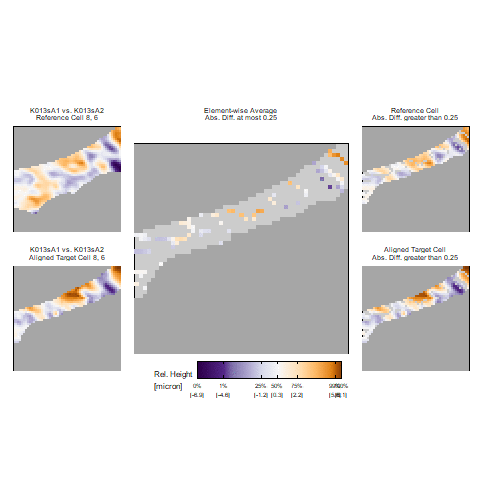 K013sA1 vs. K013sA2
Reference Cell 8, 6
Element-wise Average
Abs. Diff. at most 0.25
Reference Cell
Abs. Diff. greater than 0.25
K013sA1 vs. K013sA2
Aligned Target Cell 8, 6
Aligned Target Cell
Abs. Diff. greater than 0.25
Rel. Height
[micron]
0% 1% 25% 50% 75%
[-6.9] [-4.6] [-1.2] [0.3] [2.2]